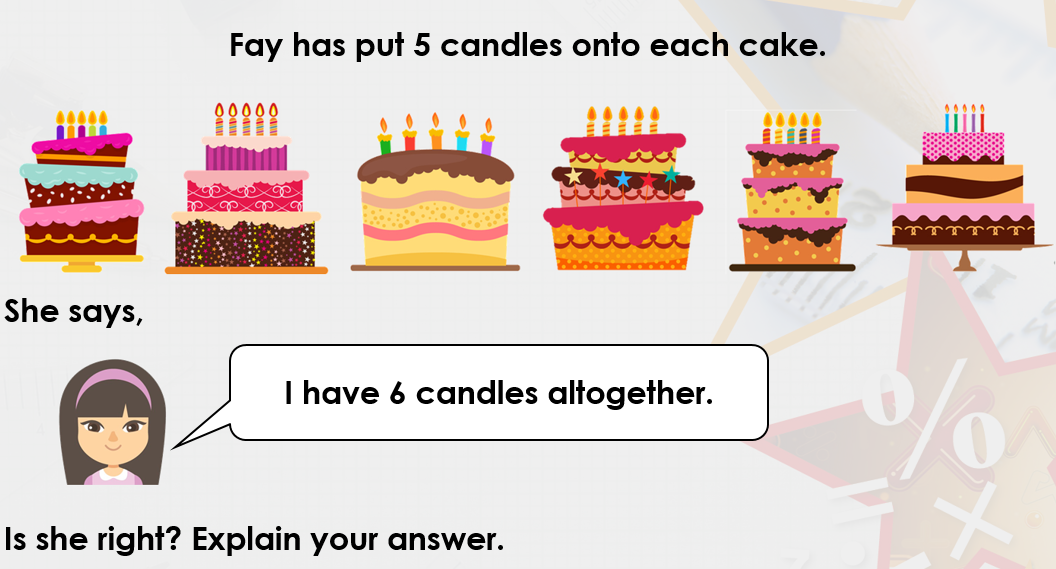 Fay has put 5 candles onto each cake.
She says,
I have 6 candles altogether.
Is she right? Explain your answer.